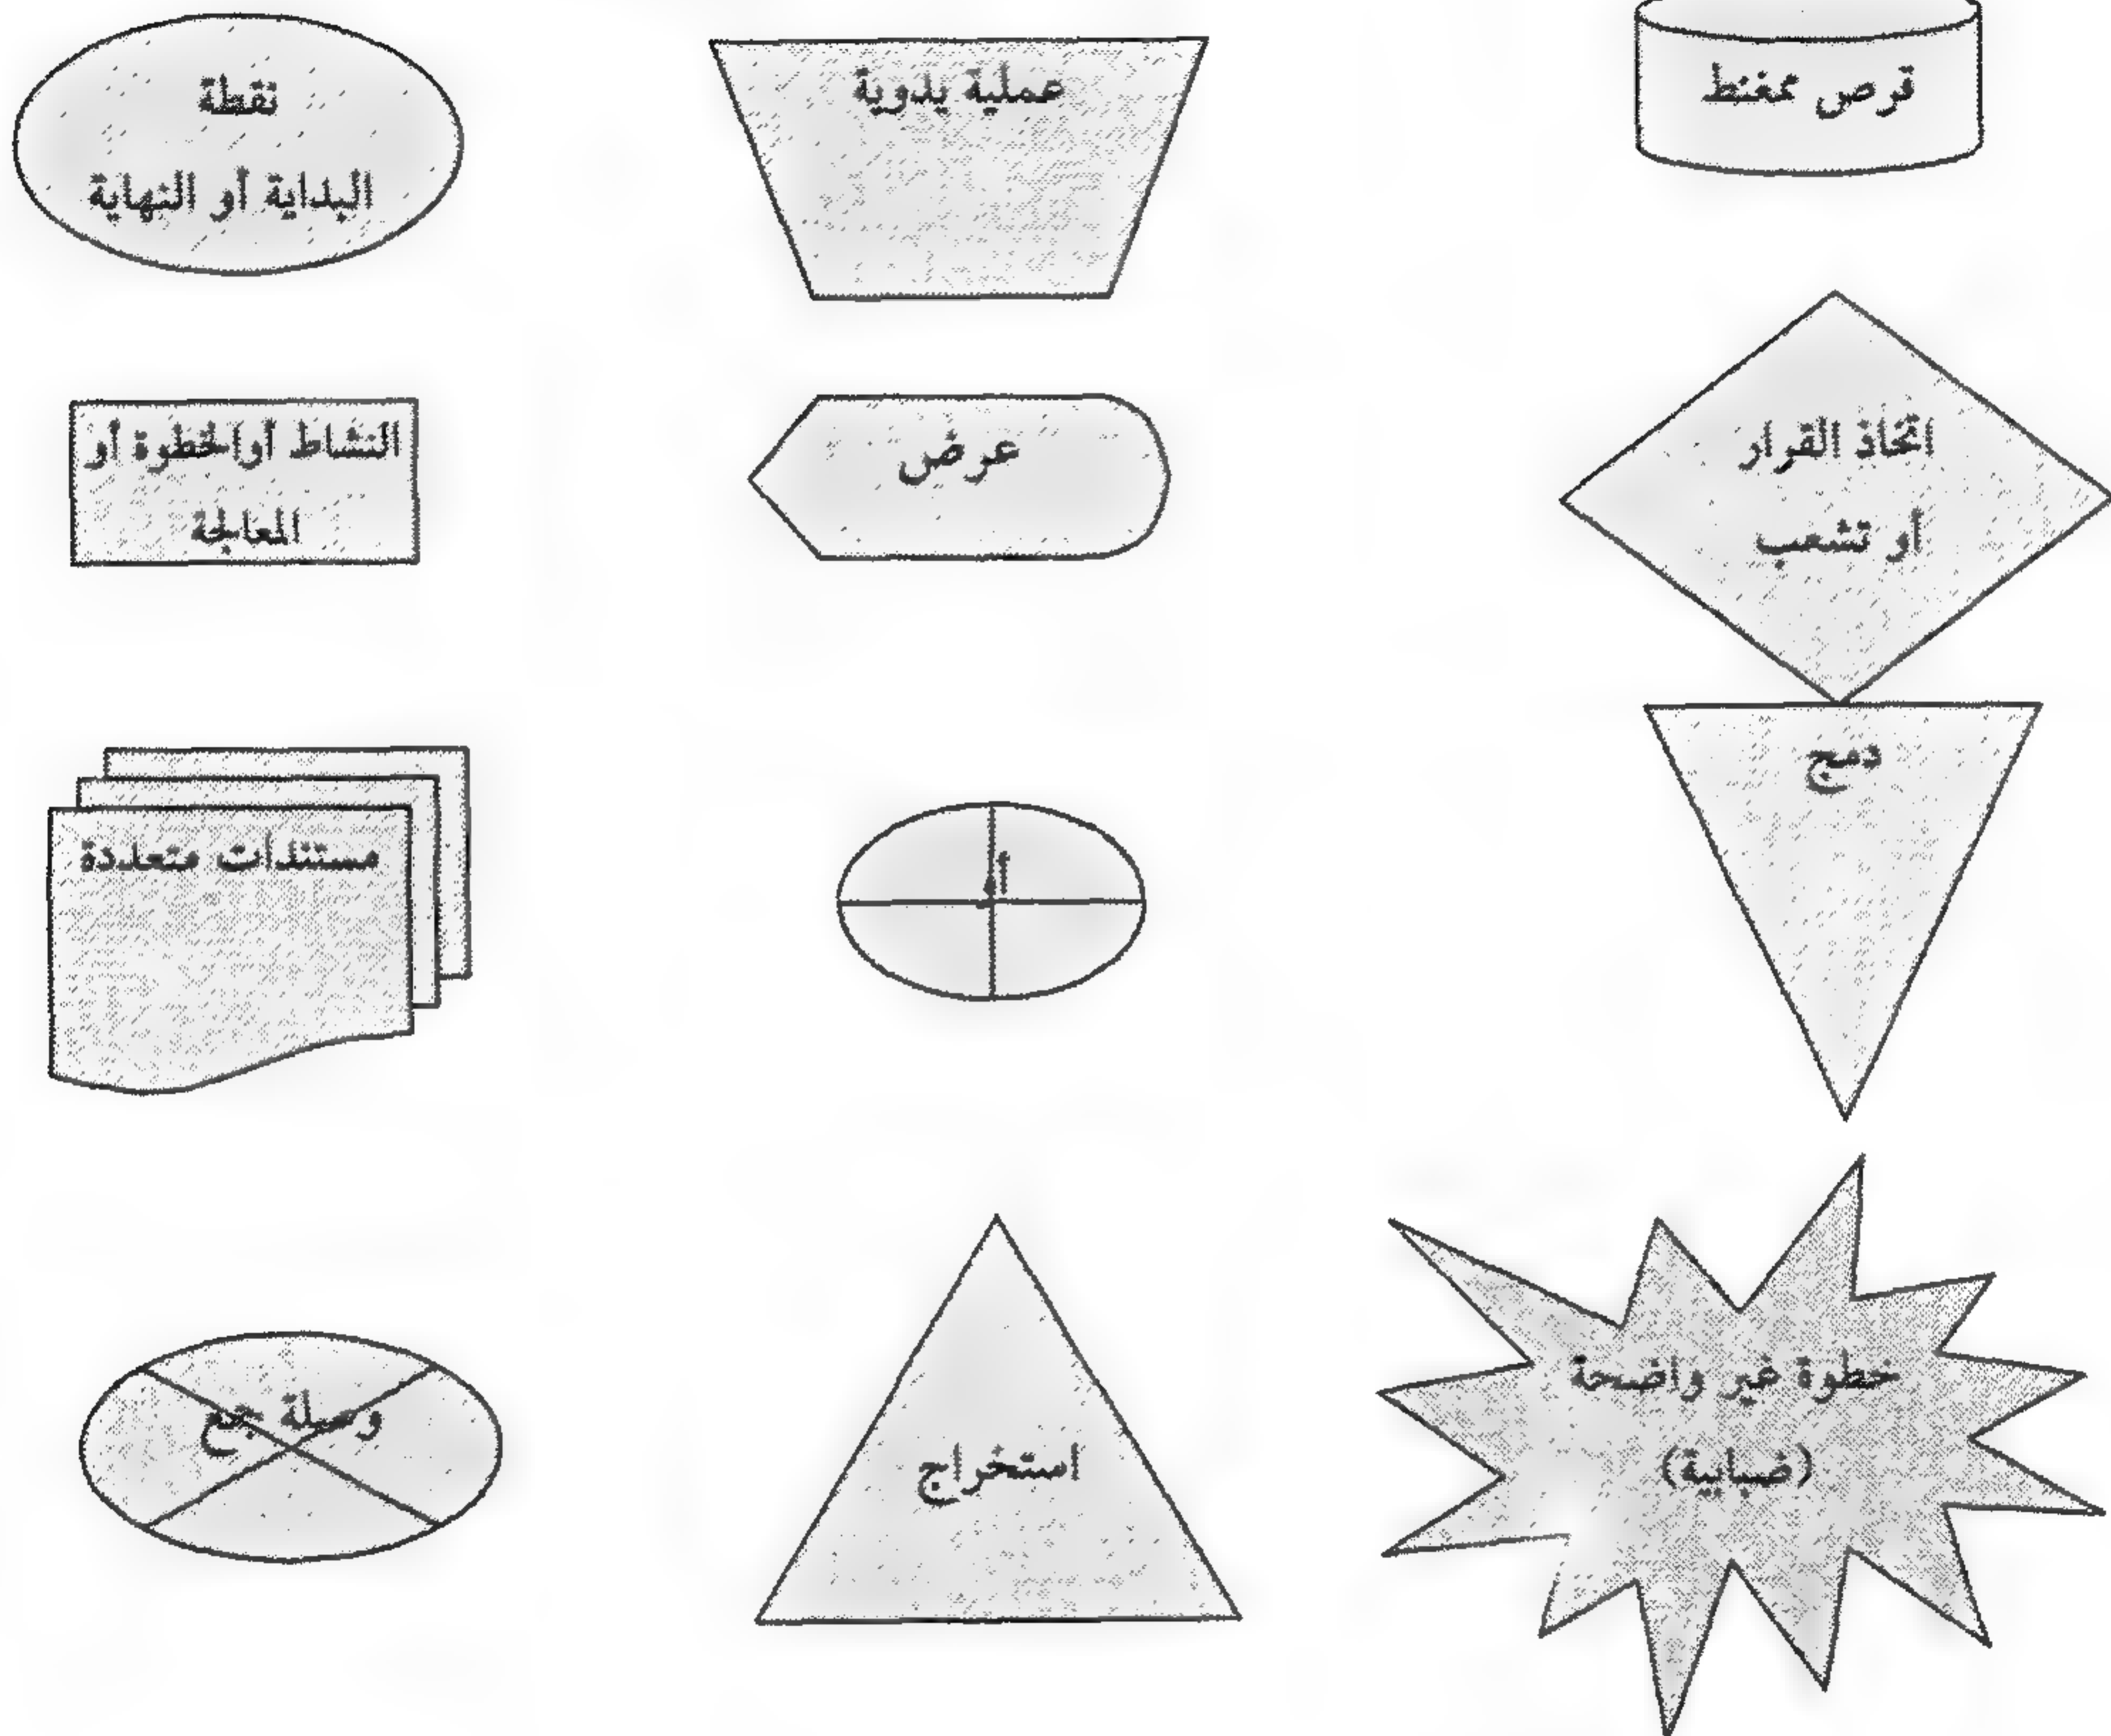 قرص ممغنط
عملية يدوية
نقطة
البداية أو النهاية
اتخاذ القرار
أو تشعب
عرض
النشاط أوالخطوة أو
المعالجة
دمج
أو
مستندات متعددة
خطوة غير واضحة
(ضبابية)
استخراج
وصلة جمع